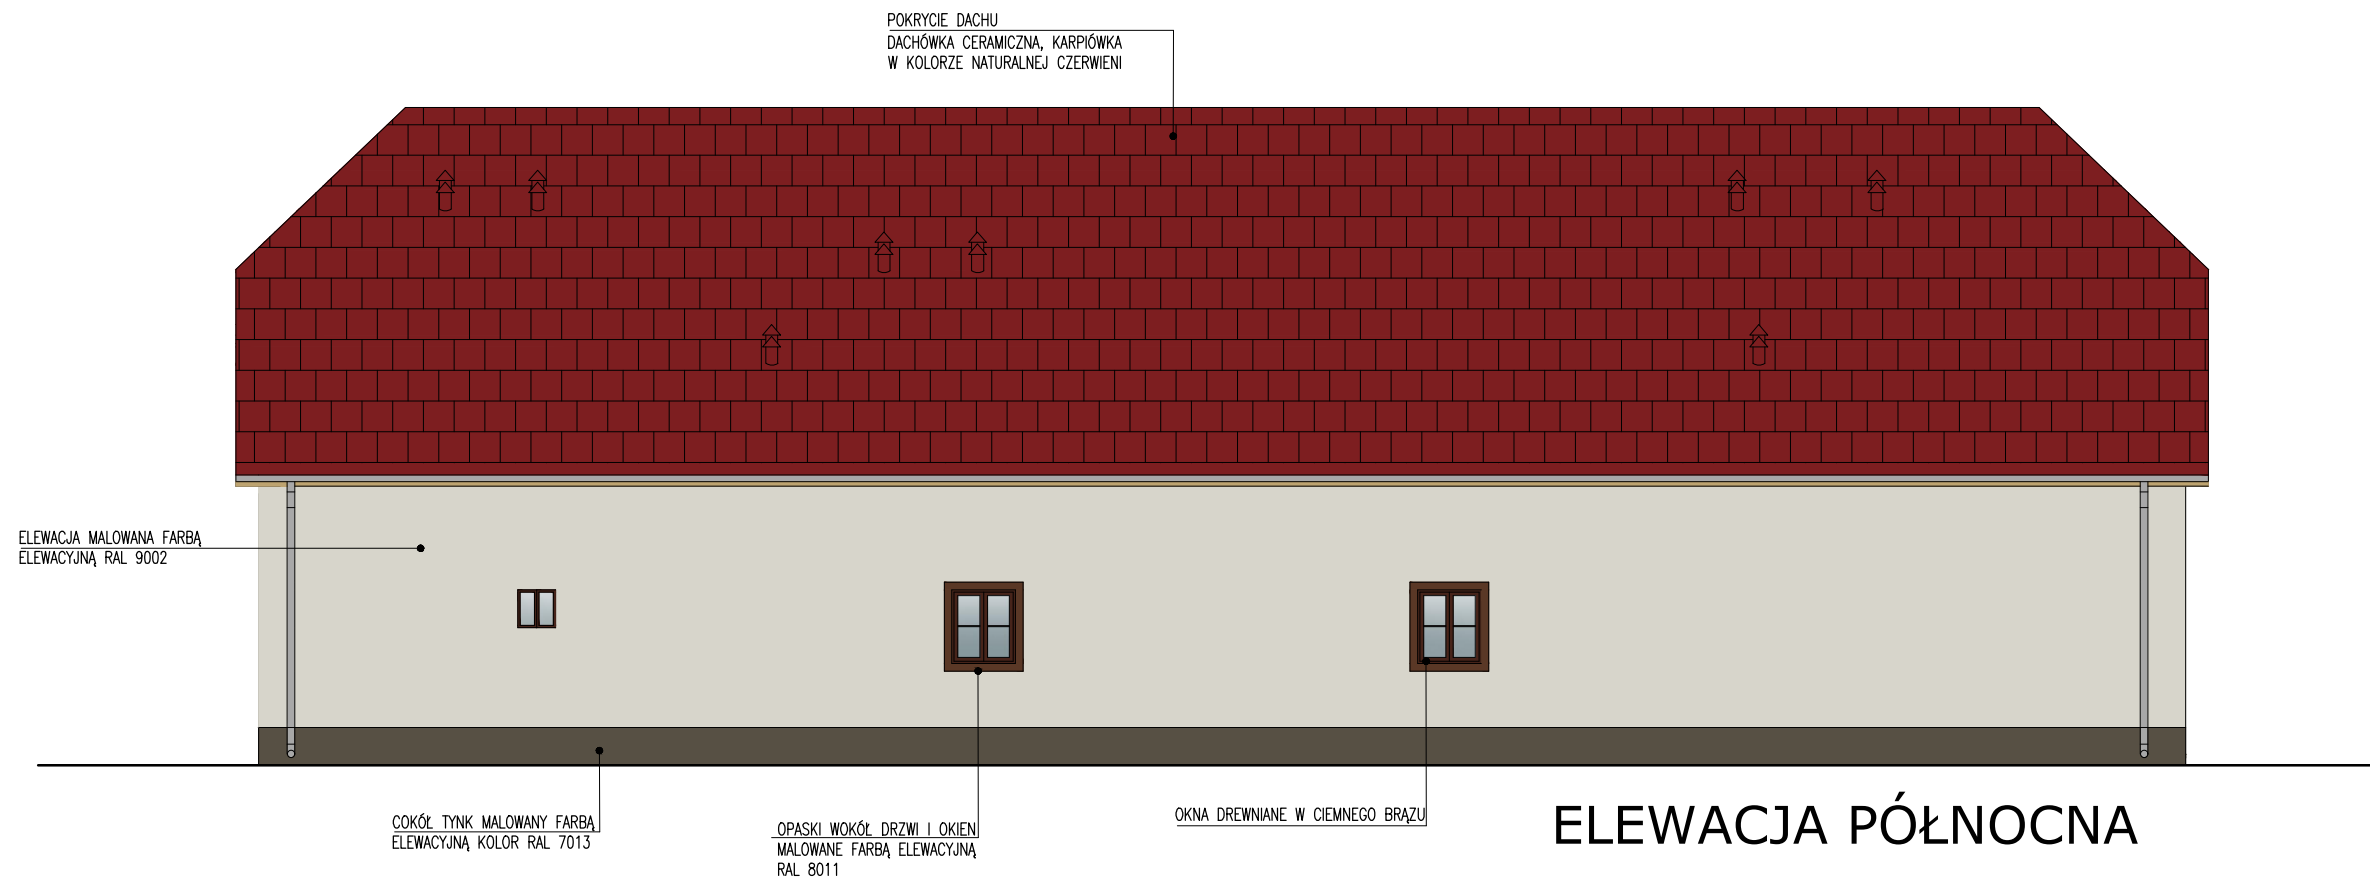 POKRYCIE DACHU
DACHÓWKA CERAMICZNA, KARPIÓWKA
W KOLORZE NATURALNEJ CZERWIENI
ELEWACJA MALOWANA FARBĄ
ELEWACYJNĄ RAL 9002
COKÓŁ TYNK MALOWANY FARBĄ
ELEWACYJNĄ KOLOR RAL 7013
OPASKI WOKÓŁ DRZWI I OKIEN
MALOWANE FARBĄ ELEWACYJNĄ
RAL 8011
OKNA DREWNIANE W CIEMNEGO BRĄZU
ELEWACJA PÓŁNOCNA